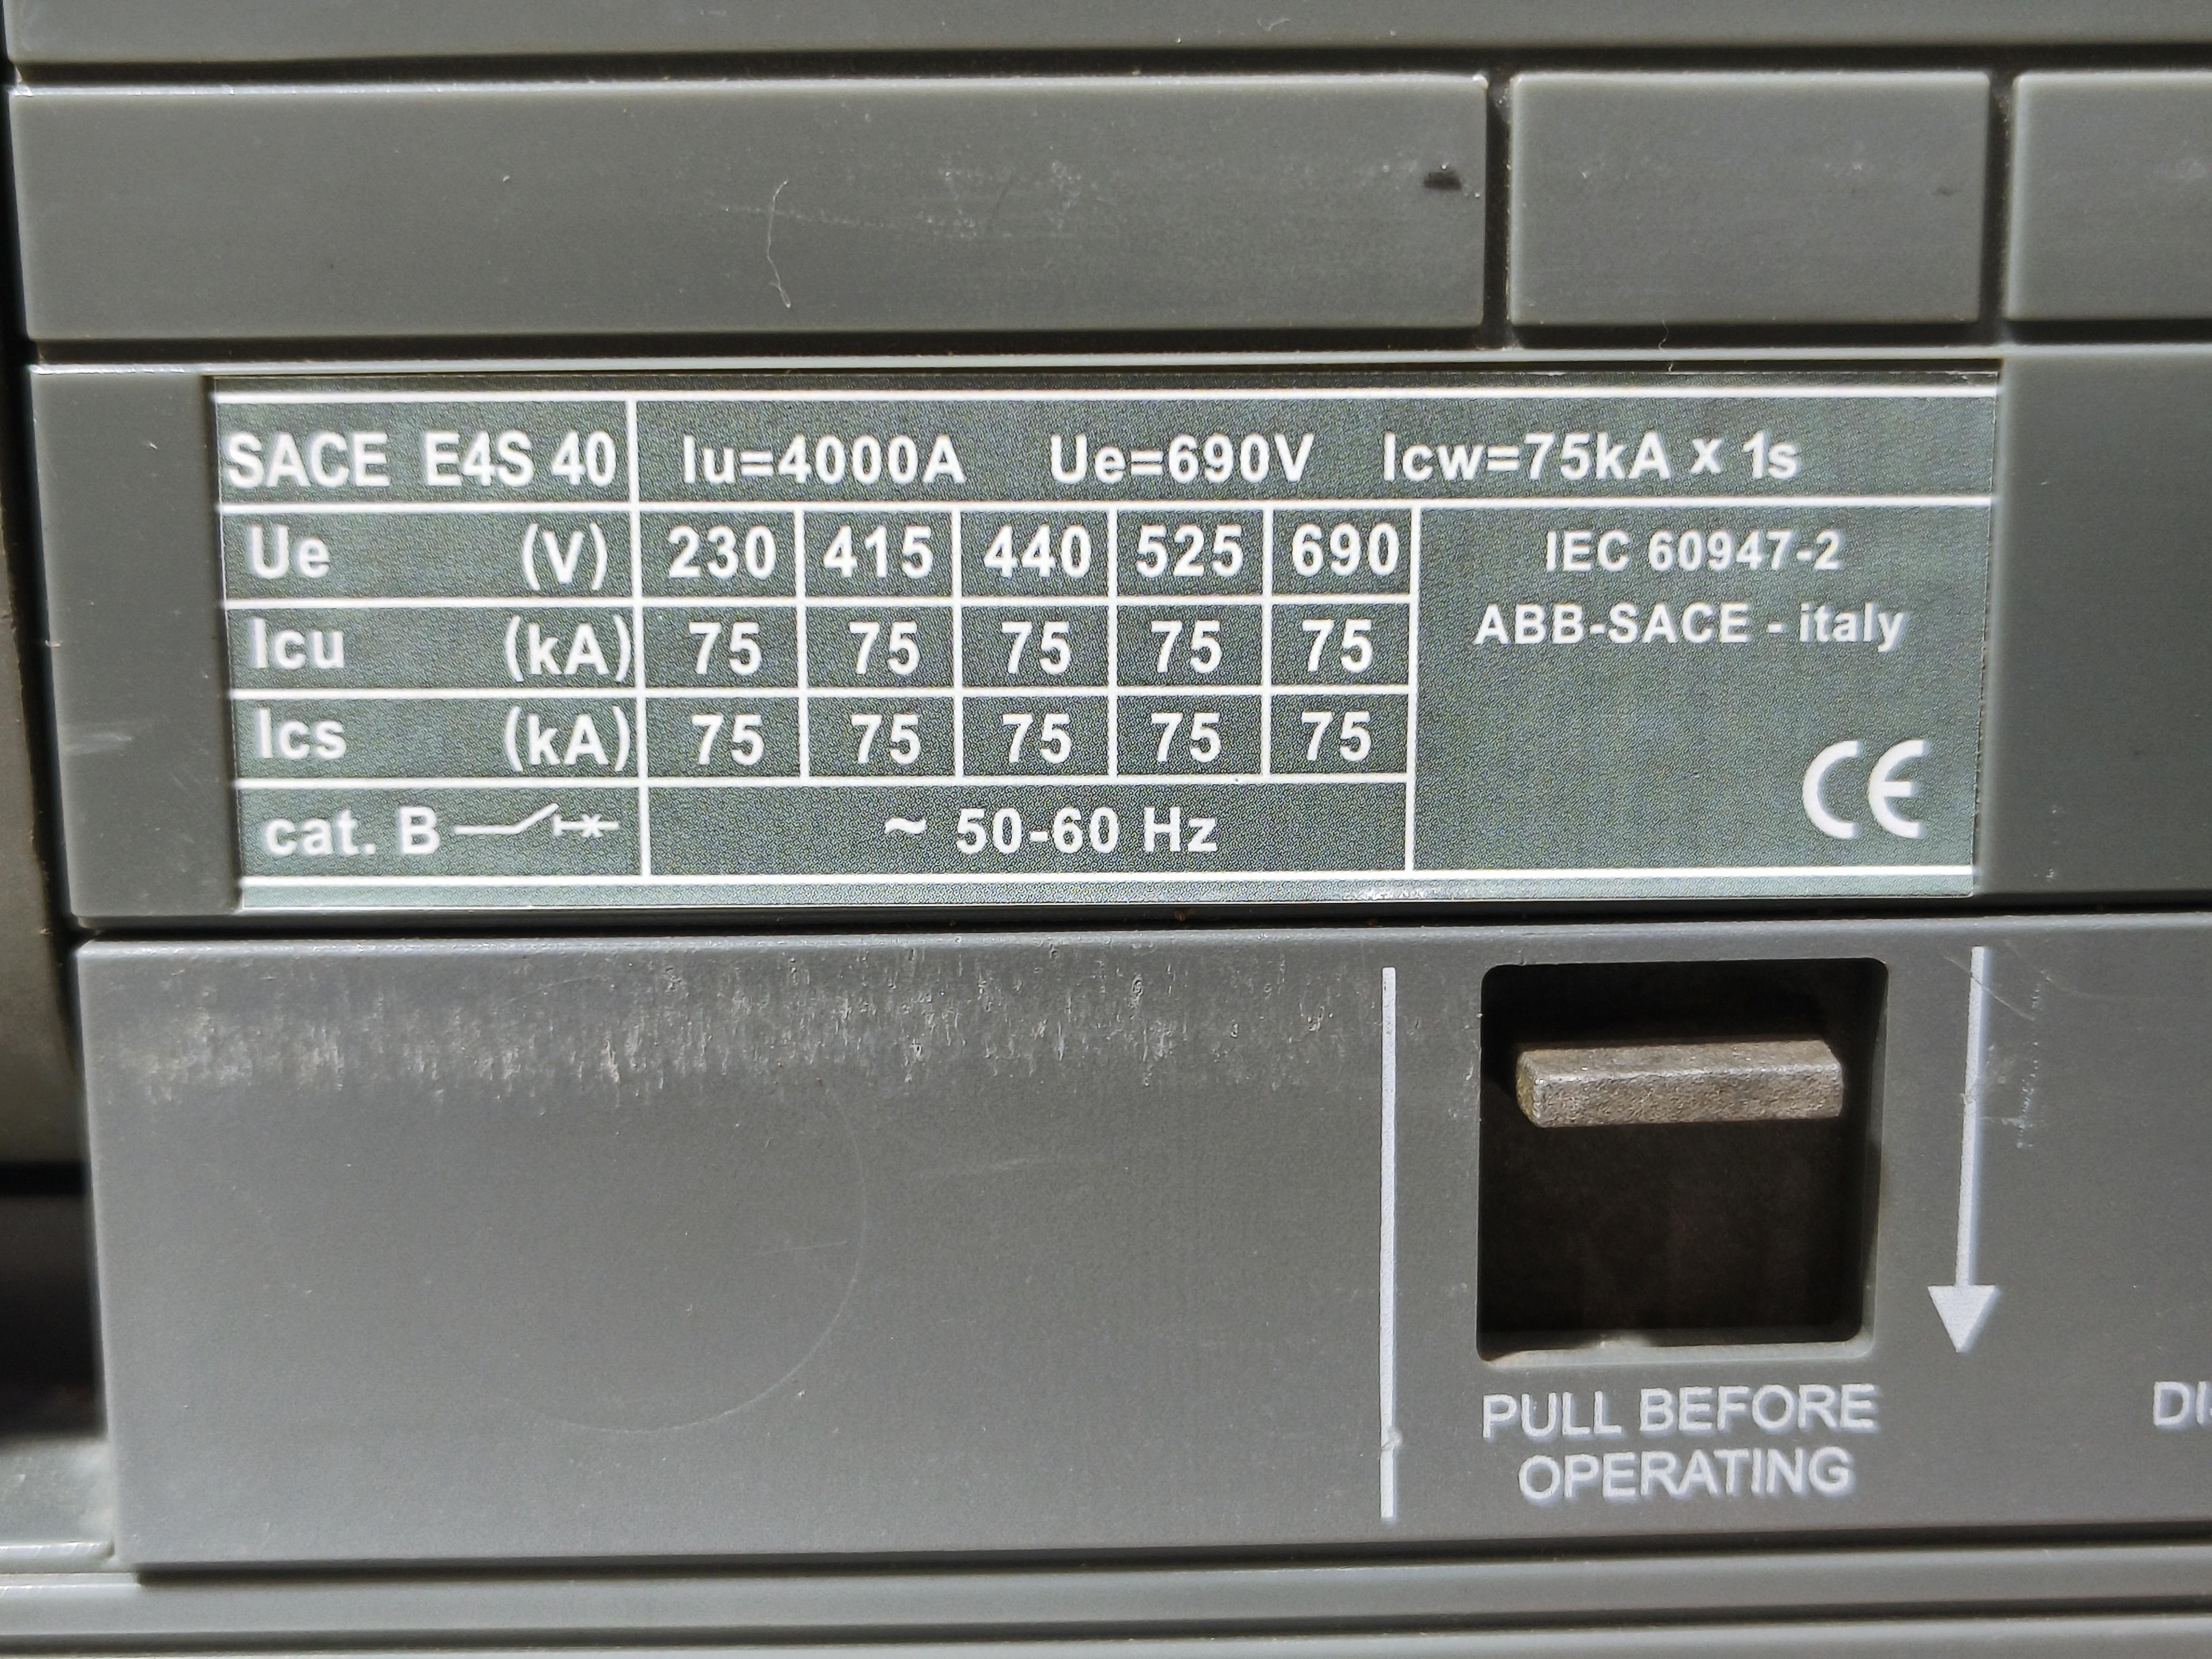 SACE E4S 40 Iu=4000A Ue=690V Icw=75kA x 1s
Ue (V) 230 415 440 525 690
Icu (kA) 75 75 75 75 75
Ics (kA) 75 75 75 75 75
cat. B ~ 50-60 Hz
IEC 60947-2
ABB-SACE - italy
CE
PULL BEFORE
OPERATING